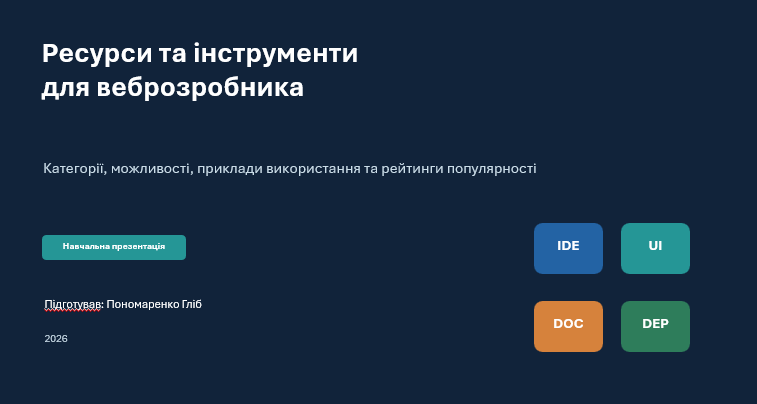 Ресурси та інструменти
для веброзробника
Категорії, можливості, приклади використання та рейтинги популярності
Навчальна презентація
IDE
UI
Підготував: Пономаренко Гліб
DOC
DEP
2026